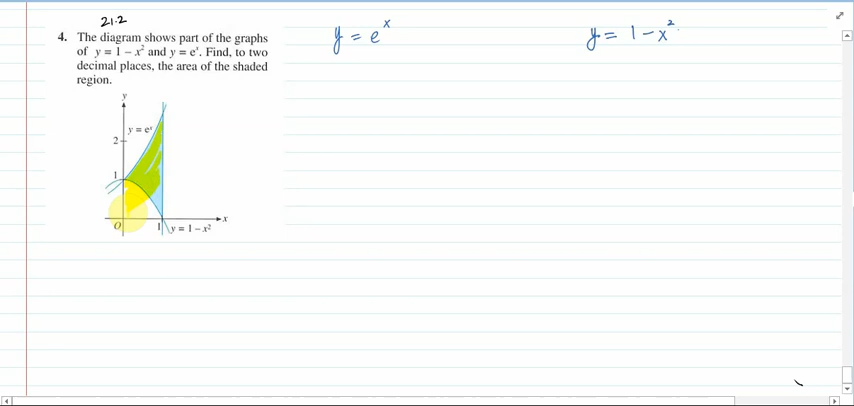 21.2
4. The diagram shows part of the graphs
of y = 1 − x² and y = eˣ. Find, to two
decimal places, the area of the shaded
region.
y = eˣ
y = 1 − x²
y
y = eˣ
2
1
O
1
x
y = 1 − x²